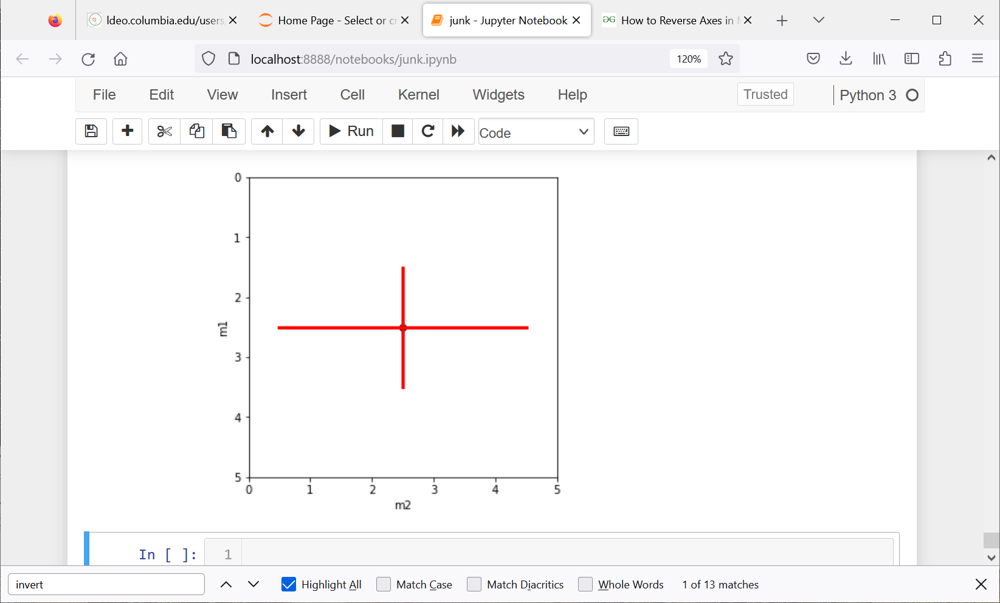 ldeo.columbia.edu/users, Home Page - Select or cr junk - Jupyter Notebook How to Reverse Axes in
localhost:8888/notebooks/junk.ipynb 120%
File Edit View Insert Cell Kernel Widgets Help Trusted Python 3
Run Code
0
1
2
m1
3
4
5
0 1 2 3 4 5
m2
In [ ]: 1
invert Highlight All Match Case Match Diacritics Whole Words 1 of 13 matches